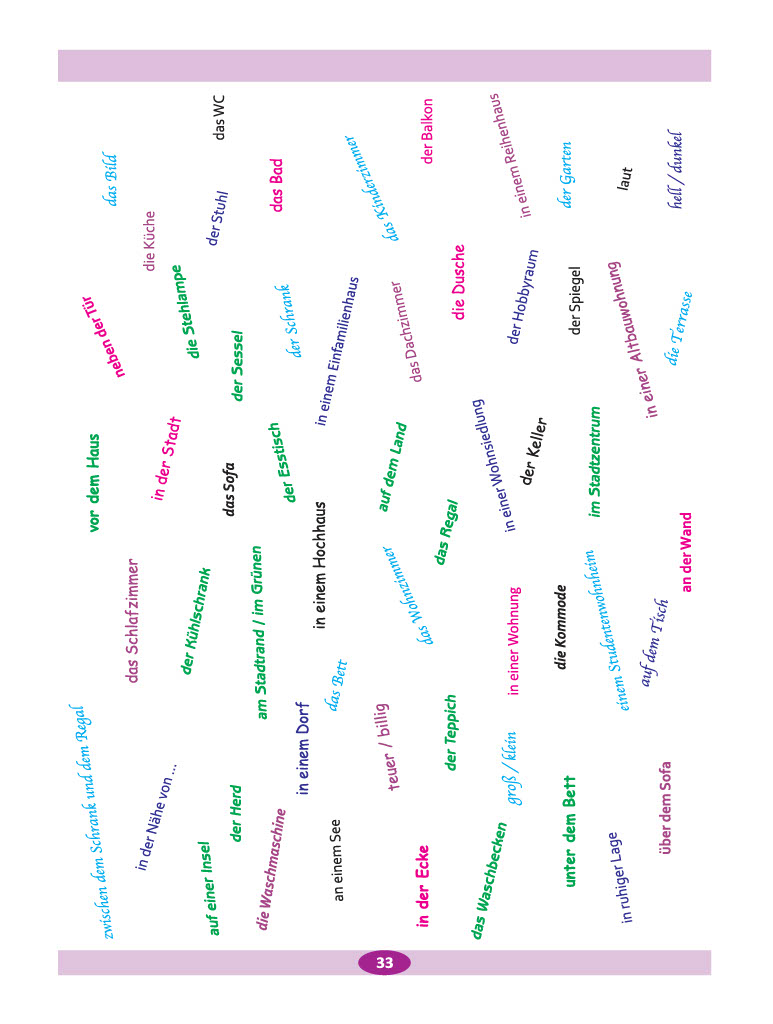 zwischen dem Schrank und dem Regal
vor dem Haus
neben der Tür
das Bild
in der Nähe von ...
das Schlafzimmer
in der Stadt
die Küche
auf einer Insel
der Kühlschrank
die Stehlampe
der Stuhl
das WC
der Herd
das Sofa
der Sessel
die Waschmaschine
am Stadtrand / im Grünen
der Esstisch
der Schrank
das Bad
in einem Dorf
in einem Hochhaus
in einem Einfamilienhaus
an einem See
das Bett
teuer / billig
auf dem Land
das Dachzimmer
das Kinderzimmer
in der Ecke
das Wohnzimmer
der Balkon
der Teppich
das Regal
die Dusche
das Waschbecken
groß / klein
in einer Wohnung
in einer Wohnsiedlung
der Hobbyraum
in einem Reihenhaus
der Keller
unter dem Bett
die Kommode
im Stadtzentrum
der Spiegel
der Garten
in ruhiger Lage
einem Studentenwohnheim
in einer Altbauwohnung
laut
über dem Sofa
auf dem Tisch
an der Wand
die Terrasse
hell / dunkel
33